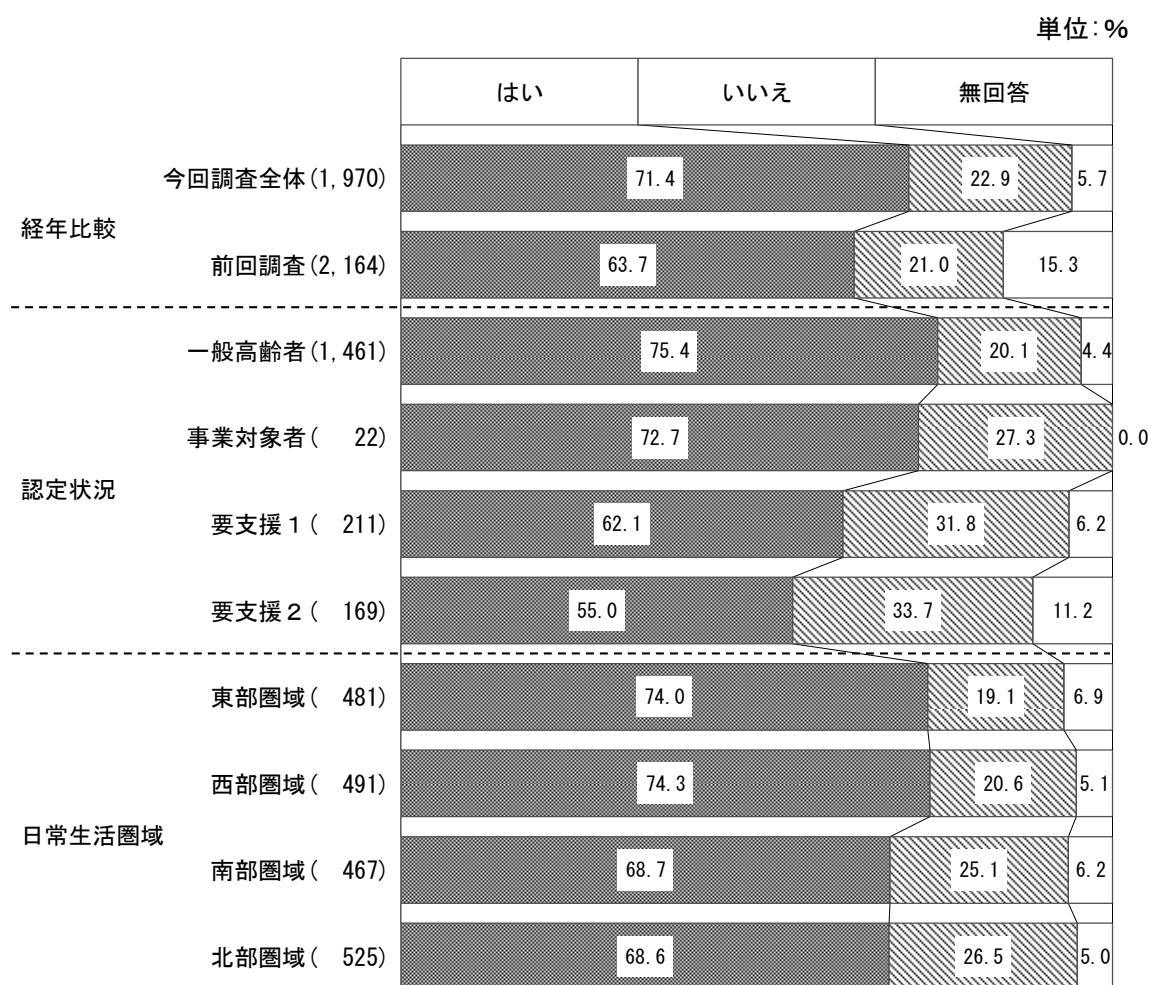 単位：％
はい いいえ 無回答
今回調査全体(1,970) 71.4 22.9 5.7
経年比較
前回調査(2,164) 63.7 21.0 15.3
一般高齢者(1,461) 75.4 20.1 4.4
事業対象者( 22) 72.7 27.3 0.0
認定状況
要支援１( 211) 62.1 31.8 6.2
要支援２( 169) 55.0 33.7 11.2
東部圏域( 481) 74.0 19.1 6.9
西部圏域( 491) 74.3 20.6 5.1
日常生活圏域
南部圏域( 467) 68.7 25.1 6.2
北部圏域( 525) 68.6 26.5 5.0